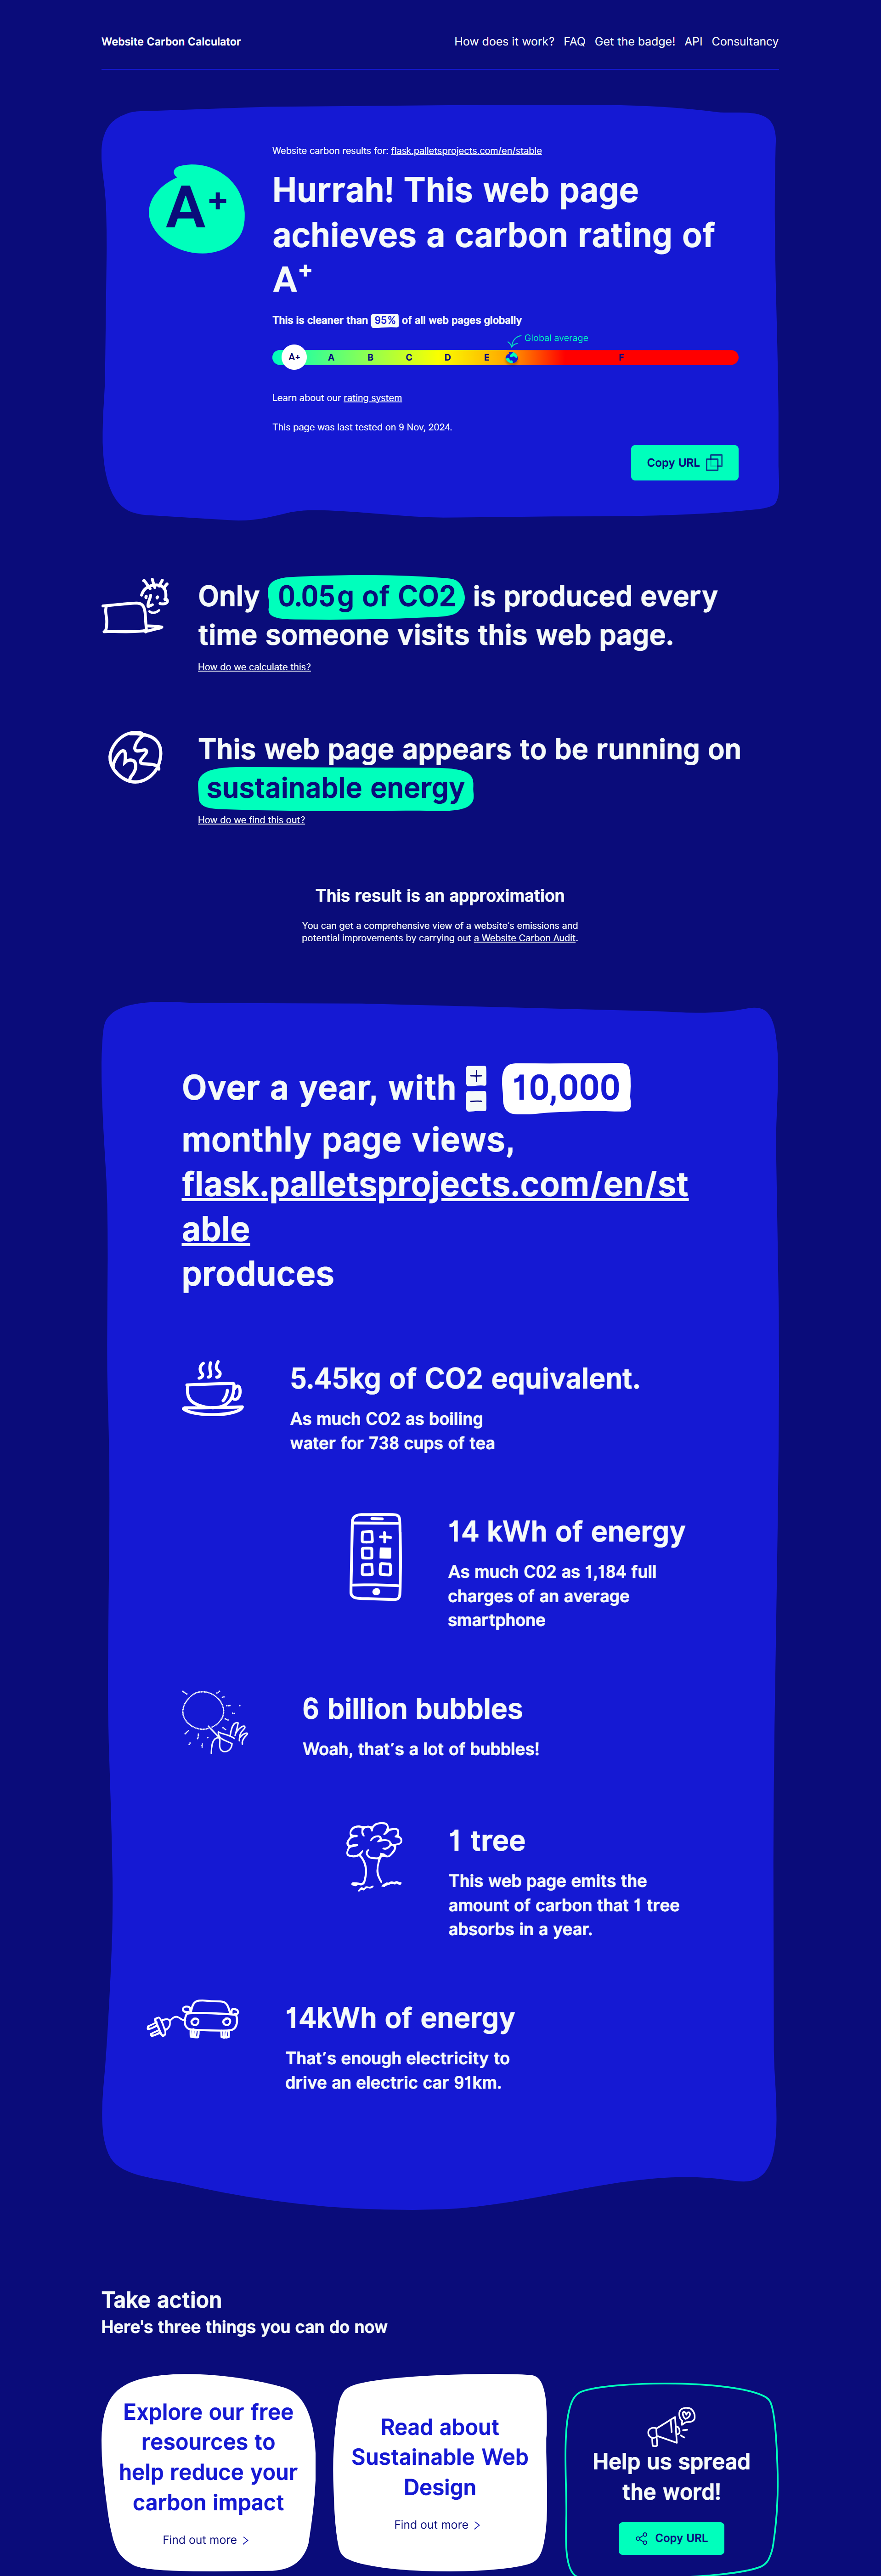 Website Carbon Calculator
How does it work? FAQ Get the badge! API Consultancy
Website carbon results for: flask.palletsprojects.com/en/stable
A+
Hurrah! This web page
achieves a carbon rating of
A+
This is cleaner than 95% of all web pages globally
Global average
A+ A B C D E F
Learn about our rating system
This page was last tested on 9 Nov, 2024.
Copy URL
Only 0.05g of CO2 is produced every
time someone visits this web page.
How do we calculate this?
This web page appears to be running on
sustainable energy
How do we find this out?
This result is an approximation
You can get a comprehensive view of a website's emissions and
potential improvements by carrying out a Website Carbon Audit.
Over a year, with + − 10,000
monthly page views,
flask.palletsprojects.com/en/st
able
produces
5.45kg of CO2 equivalent.
As much CO2 as boiling
water for 738 cups of tea
14 kWh of energy
As much C02 as 1,184 full
charges of an average
smartphone
6 billion bubbles
Woah, that's a lot of bubbles!
1 tree
This web page emits the
amount of carbon that 1 tree
absorbs in a year.
14kWh of energy
That's enough electricity to
drive an electric car 91km.
Take action
Here's three things you can do now
Explore our free
resources to
help reduce your
carbon impact
Find out more
Read about
Sustainable Web
Design
Find out more
Help us spread
the word!
Copy URL